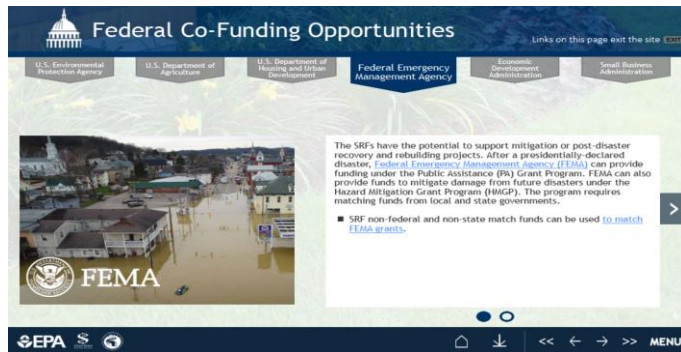 Federal Co-Funding Opportunities
Links on this page exit the site EXIT
U.S. Environmental
Protection Agency
U.S. Department of
Agriculture
U.S. Department of
Housing and Urban
Development
Federal Emergency
Management Agency
Economic
Development
Administration
Small Business
Administration
The SRFs have the potential to support mitigation or post-disaster
recovery and rebuilding projects. After a presidentially-declared
disaster, Federal Emergency Management Agency (FEMA) can provide
funding under the Public Assistance (PA) Grant Program. FEMA can also
provide funds to mitigate damage from future disasters under the
Hazard Mitigation Grant Program (HMGP). The program requires
matching funds from local and state governments.
■ SRF non-federal and non-state match funds can be used to match
FEMA grants.
FEMA
EPA
<< ← → >> MENU